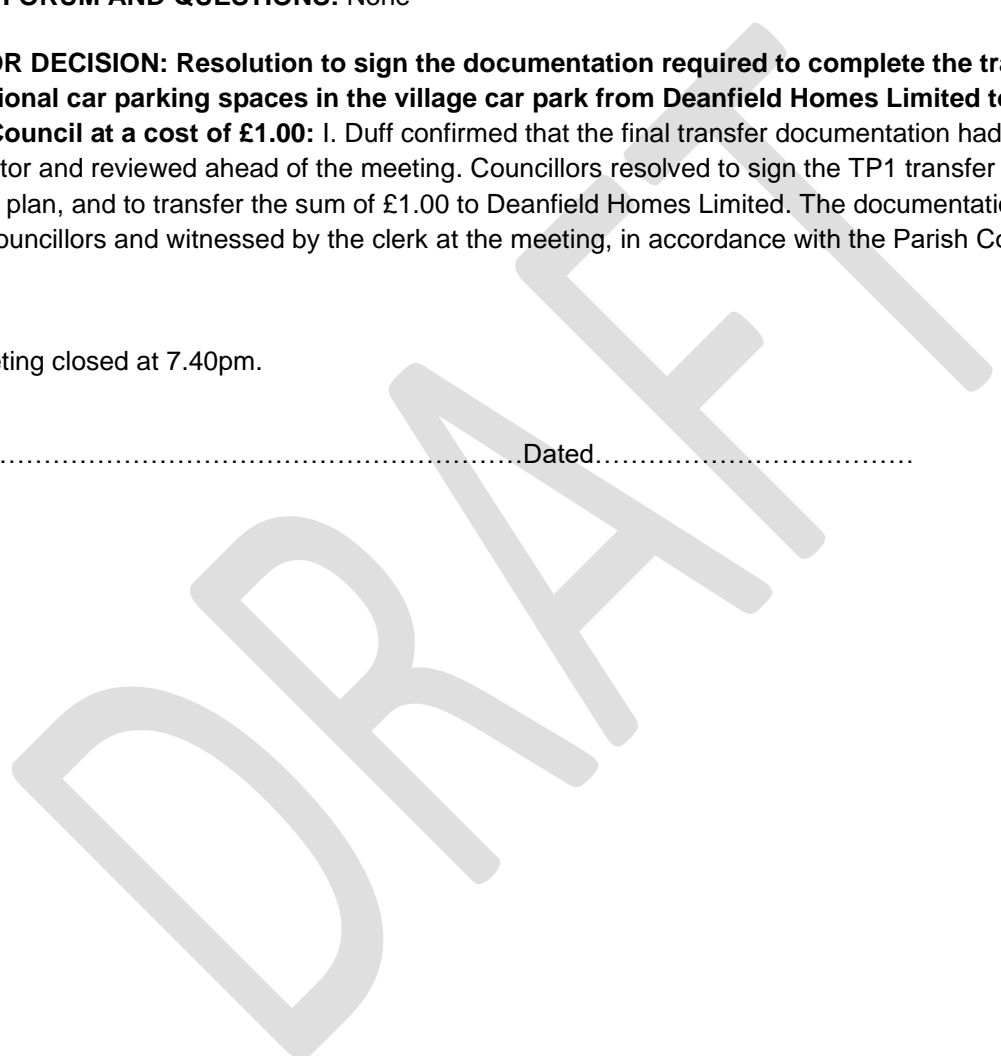 FORUM AND QUESTIONS: None
OR DECISION: Resolution to sign the documentation required to complete the tra
ional car parking spaces in the village car park from Deanfield Homes Limited to
Council at a cost of £1.00: I. Duff confirmed that the final transfer documentation had
tor and reviewed ahead of the meeting. Councillors resolved to sign the TP1 transfer
plan, and to transfer the sum of £1.00 to Deanfield Homes Limited. The documentatio
ouncillors and witnessed by the clerk at the meeting, in accordance with the Parish Co
eting closed at 7.40pm.
…………………………………………………….Dated………………………………
DRAFT